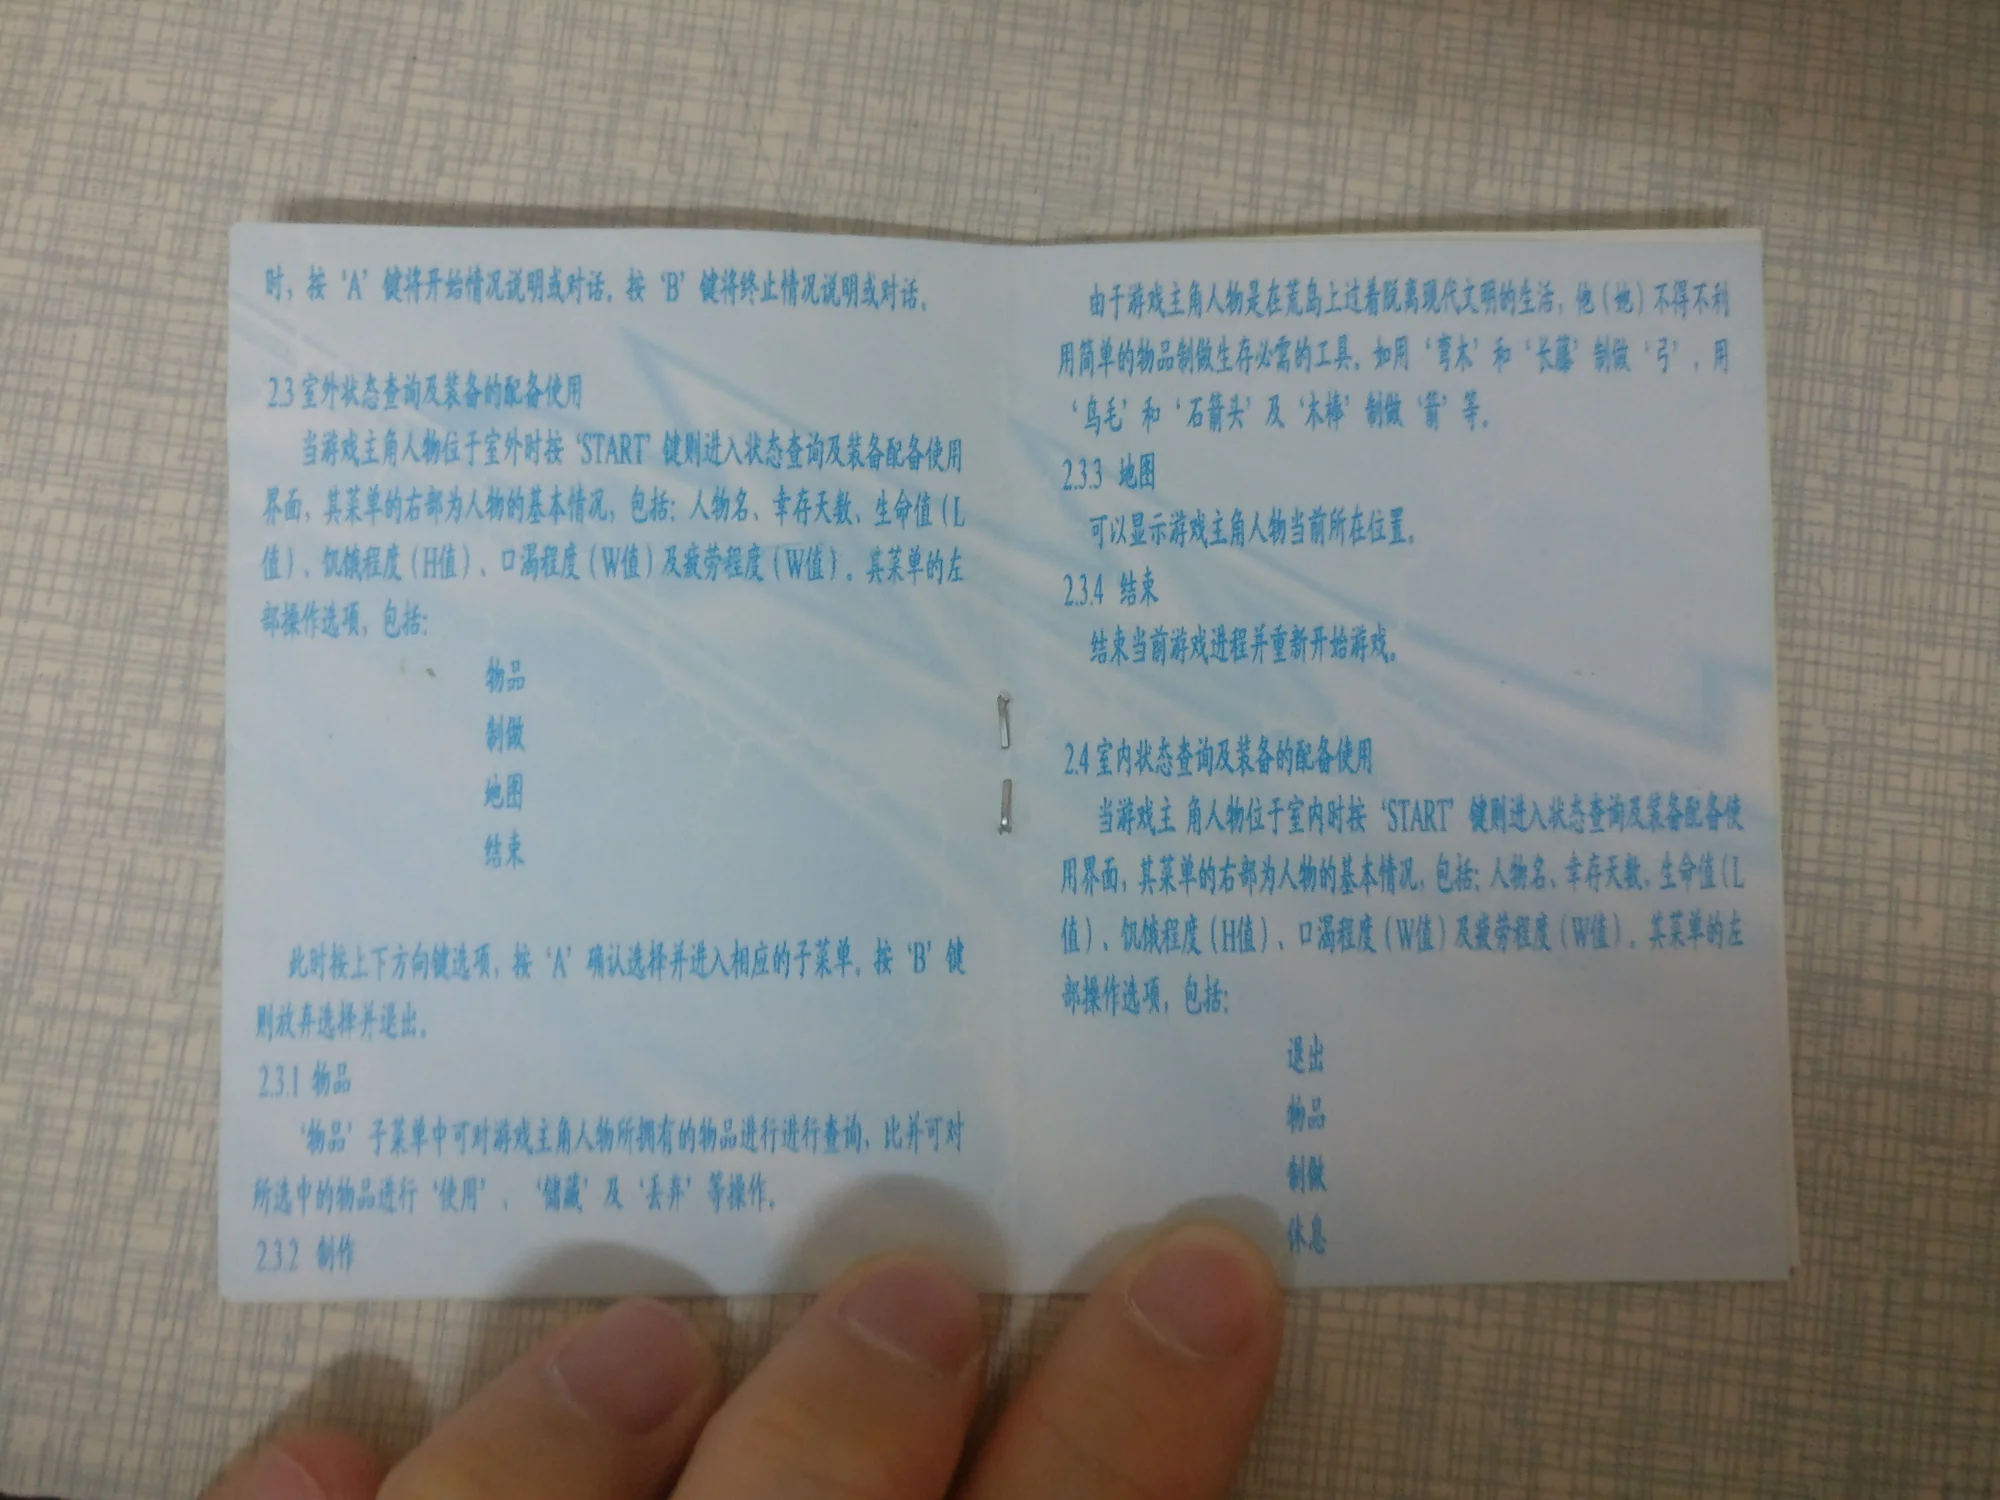 时，按‘A’键将开始情况说明或对话。按‘B’键将终止情况说明或对话。
2.3 室外状态查询及装备的配备使用
当游戏主角人物位于室外时按‘START’键则进入状态查询及装备配备使用
界面，其菜单的右部为人物的基本情况，包括：人物名、幸存天数、生命值（L
值）、饥饿程度（H值）、口渴程度（W值）及疲劳程度（W值）。其菜单的左
部操作选项，包括：
物品
制做
地图
结束
此时按上下方向键选项，按‘A’确认选择并进入相应的子菜单。按‘B’键
则放弃选择并退出。
2.3.1 物品
‘物品’子菜单中可对游戏主角人物所拥有的物品进行进行查询、比并可对
所选中的物品进行‘使用’、‘储藏’及‘丢弃’等操作。
2.3.2 制作
由于游戏主角人物是在荒岛上过着脱离现代文明的生活，他（她）不得不利
用简单的物品制做生存必需的工具。如用‘弯木’和‘长藤’制做‘弓’，用
‘鸟毛’和‘石箭头’及‘木棒’制做‘箭’等。
2.3.3 地图
可以显示游戏主角人物当前所在位置。
2.3.4 结束
结束当前游戏进程并重新开始游戏。
2.4 室内状态查询及装备的配备使用
当游戏主 角人物位于室内时按‘START’键则进入状态查询及装备配备使
用界面，其菜单的右部为人物的基本情况，包括：人物名、幸存天数、生命值（L
值）、饥饿程度（H值）、口渴程度（W值）及疲劳程度（W值）。其菜单的左
部操作选项，包括：
退出
物品
制做
休息